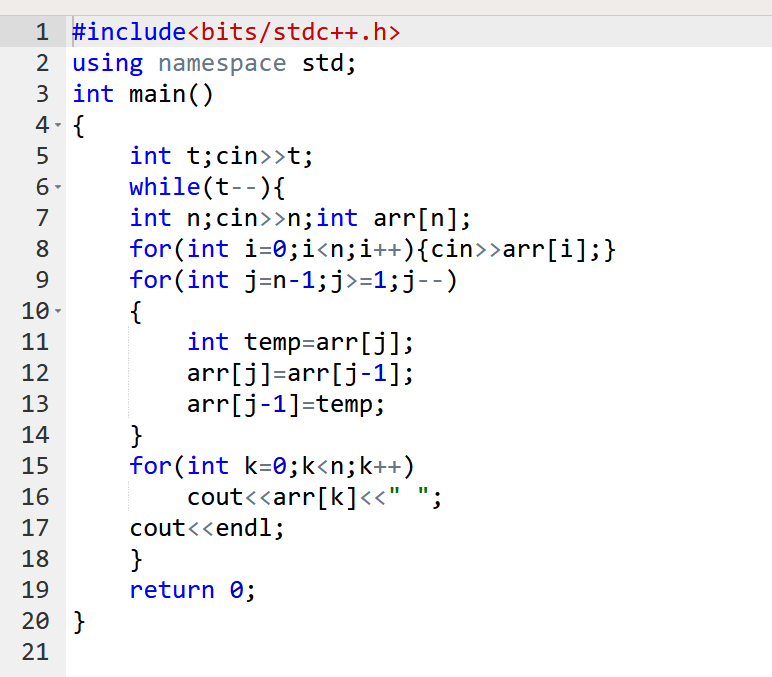 1 #include<bits/stdc++.h>
2 using namespace std;
3 int main()
4 {
5     int t;cin>>t;
6     while(t--){
7     int n;cin>>n;int arr[n];
8     for(int i=0;i<n;i++){cin>>arr[i];}
9     for(int j=n-1;j>=1;j--)
10     {
11         int temp=arr[j];
12         arr[j]=arr[j-1];
13         arr[j-1]=temp;
14     }
15     for(int k=0;k<n;k++)
16         cout<<arr[k]<<" ";
17     cout<<endl;
18     }
19     return 0;
20 }
21